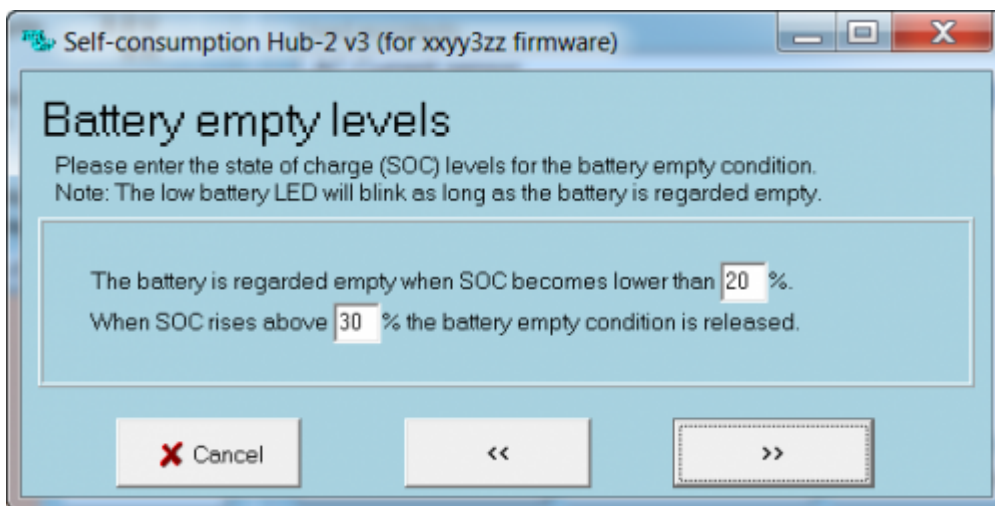 Self-consumption Hub-2 v3 (for xxyy3zz firmware)
Battery empty levels
Please enter the state of charge (SOC) levels for the battery empty condition.
Note: The low battery LED will blink as long as the battery is regarded empty.
The battery is regarded empty when SOC becomes lower than 20 %.
When SOC rises above 30 % the battery empty condition is released.
Cancel << >>